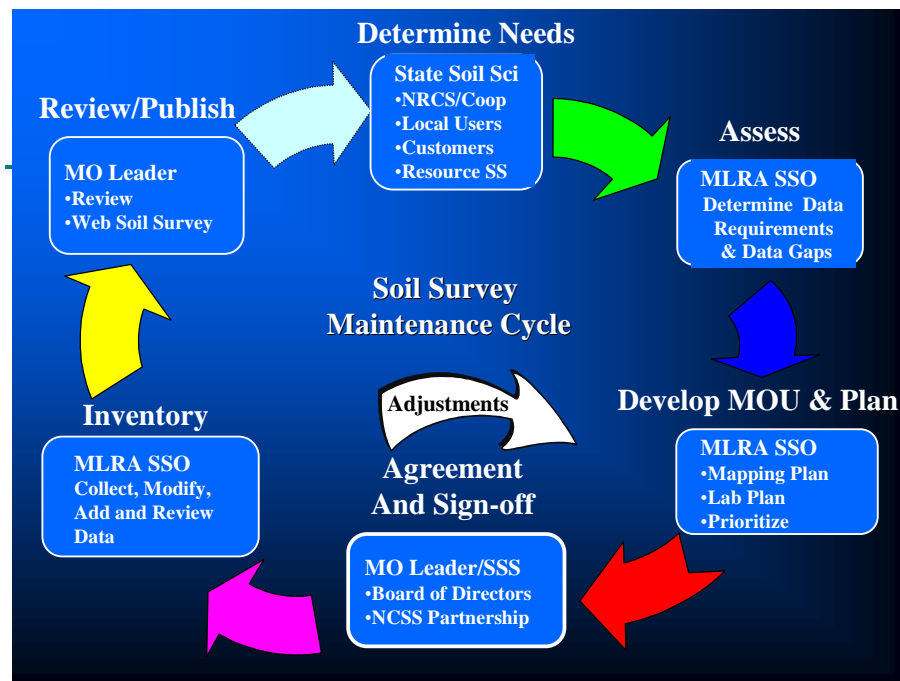 Determine Needs
State Soil Sci
•NRCS/Coop
•Local Users
•Customers
•Resource SS
Assess
MLRA SSO
Determine Data
Requirements
& Data Gaps
Develop MOU & Plan
MLRA SSO
•Mapping Plan
•Lab Plan
•Prioritize
Agreement
And Sign-off
MO Leader/SSS
•Board of Directors
•NCSS Partnership
Inventory
MLRA SSO
Collect, Modify,
Add and Review
Data
Review/Publish
MO Leader
•Review
•Web Soil Survey
Soil Survey
Maintenance Cycle
Adjustments